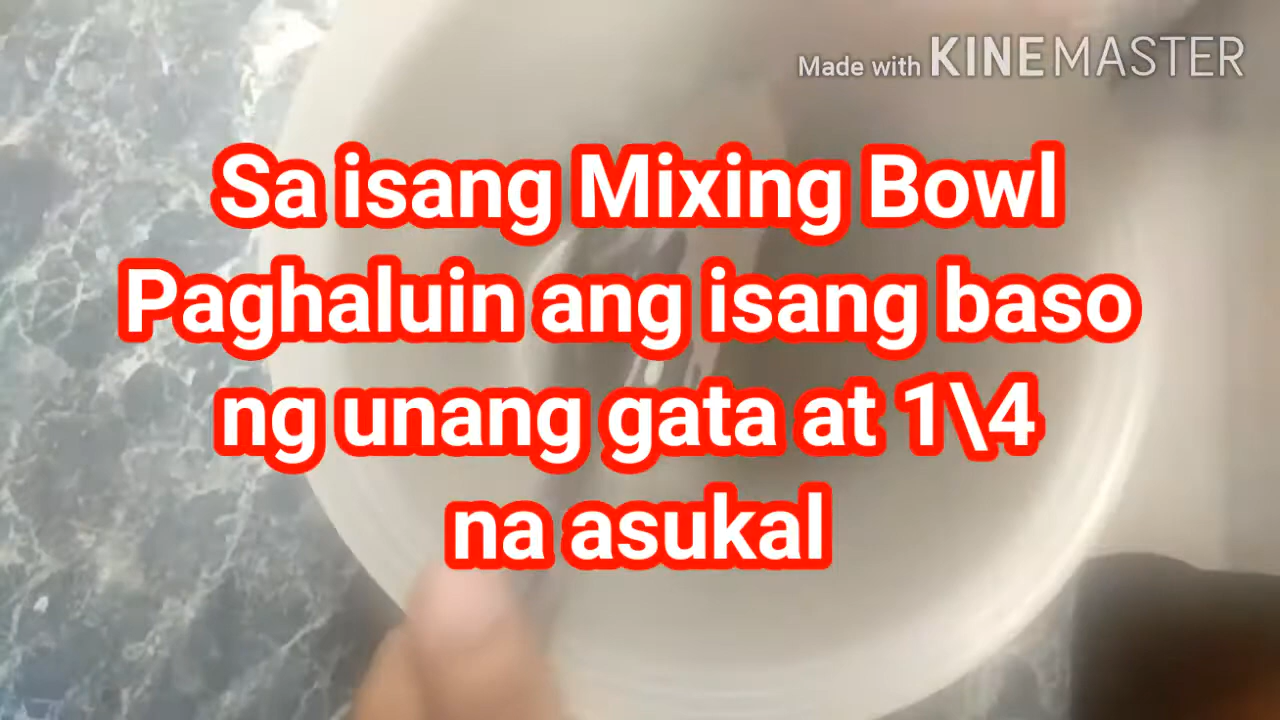 Made with KINEMASTER
Sa isang Mixing Bowl
Paghaluin ang isang baso
ng unang gata at 1\4
na asukal